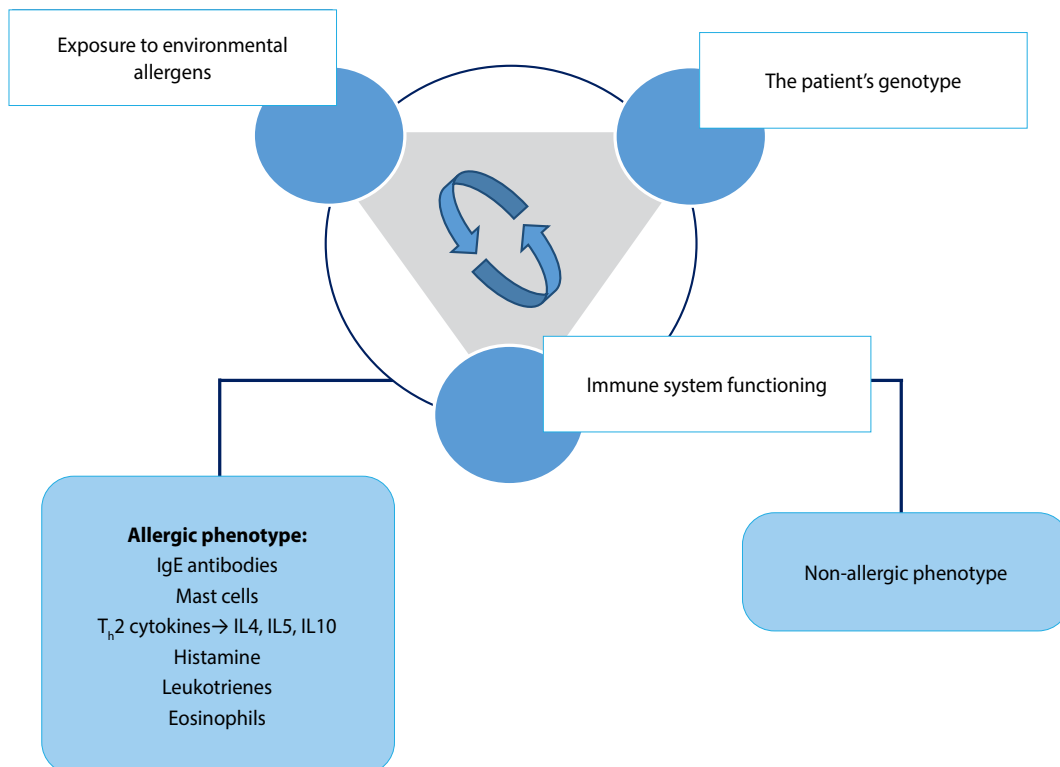 Exposure to environmental
allergens
The patient’s genotype
Immune system functioning
Allergic phenotype:
IgE antibodies
Mast cells
Tₕ2 cytokines→ IL4, IL5, IL10
Histamine
Leukotrienes
Eosinophils
Non-allergic phenotype